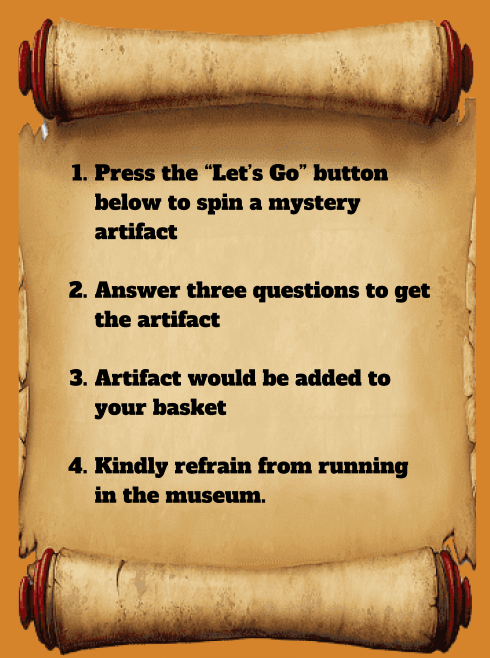 1. Press the “Let’s Go” button
below to spin a mystery
artifact
2. Answer three questions to get
the artifact
3. Artifact would be added to
your basket
4. Kindly refrain from running
in the museum.